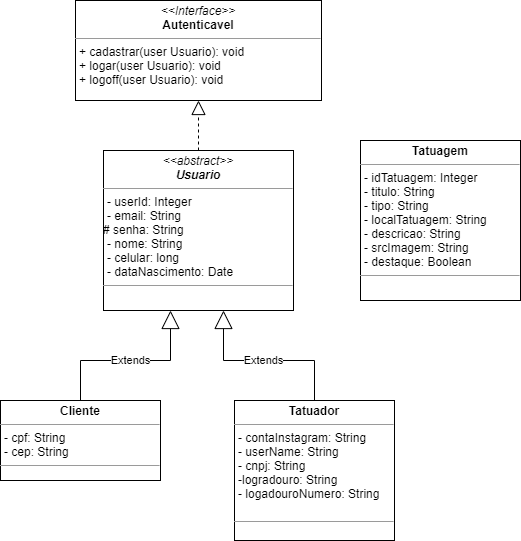 <<Interface>>
Autenticavel
+ cadastrar(user Usuario): void
+ logar(user Usuario): void
+ logoff(user Usuario): void
<<abstract>>
Usuario
- userId: Integer
- email: String
# senha: String
- nome: String
- celular: long
- dataNascimento: Date
Tatuagem
- idTatuagem: Integer
- titulo: String
- tipo: String
- localTatuagem: String
- descricao: String
- srcImagem: String
- destaque: Boolean
Extends
Extends
Cliente
- cpf: String
- cep: String
Tatuador
- contaInstagram: String
- userName: String
- cnpj: String
-logradouro: String
- logadouroNumero: String